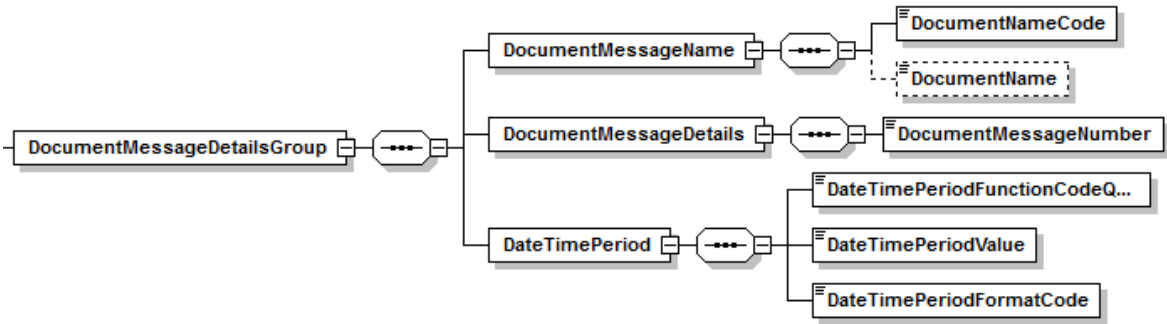 DocumentNameCode
DocumentMessageName
DocumentName
DocumentMessageDetails
DocumentMessageNumber
DocumentMessageDetailsGroup
DateTimePeriodFunctionCodeQ...
DateTimePeriod
DateTimePeriodValue
DateTimePeriodFormatCode